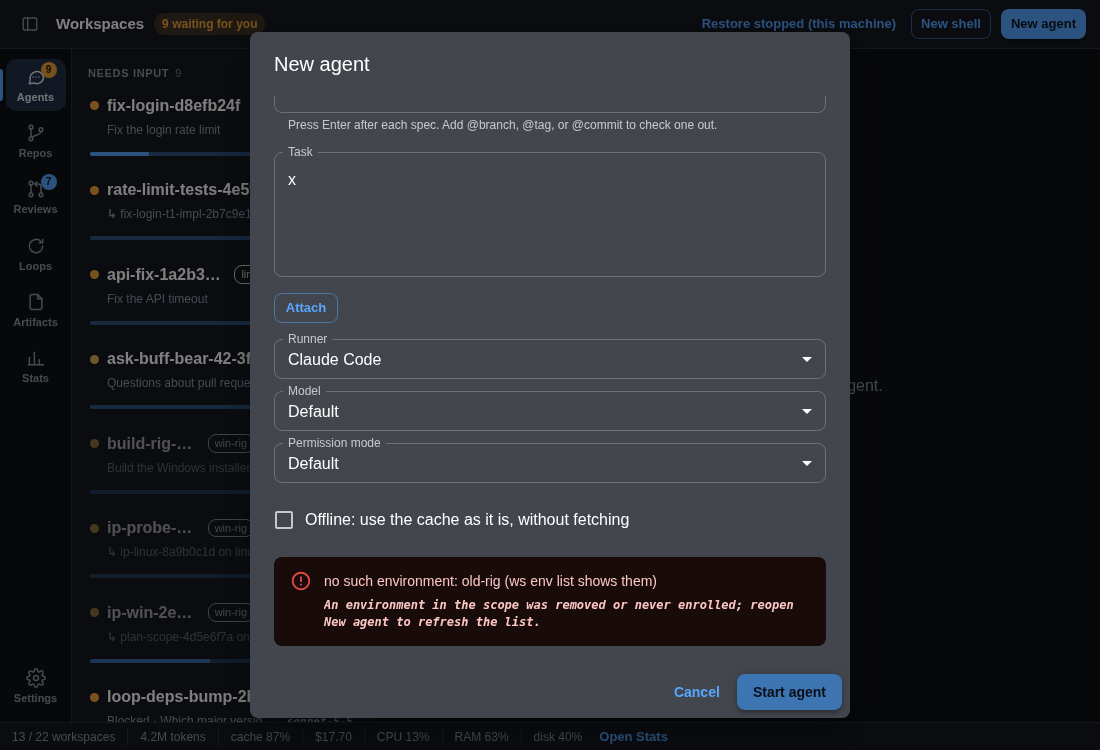 Workspaces 9 waiting for you Restore stopped (this machine) New shell New agent
9
Agents
Repos
7
Reviews
Loops
Artifacts
Stats
Settings
NEEDS INPUT 9
fix-login-d8efb24f
Fix the login rate limit
rate-limit-tests-4e5
↳ fix-login-t1-impl-2b7c9e1
api-fix-1a2b3…
Fix the API timeout
ask-buff-bear-42-3f
Questions about pull reque
build-rig-… win-rig
Build the Windows installer
ip-probe-… win-rig
↳ ip-linux-8a9b0c1d on linu
ip-win-2e… win-rig
↳ plan-scope-4d5e6f7a on
loop-deps-bump-2
Blocked · Which major versio
gent.
New agent
Press Enter after each spec. Add @branch, @tag, or @commit to check one out.
Task
x
Attach
Runner
Claude Code
Model
Default
Permission mode
Default
Offline: use the cache as it is, without fetching
no such environment: old-rig (ws env list shows them)
An environment in the scope was removed or never enrolled; reopen
New agent to refresh the list.
Cancel Start agent
13 / 22 workspaces 4.2M tokens cache 87% $17.70 CPU 13% RAM 63% disk 40% Open Stats